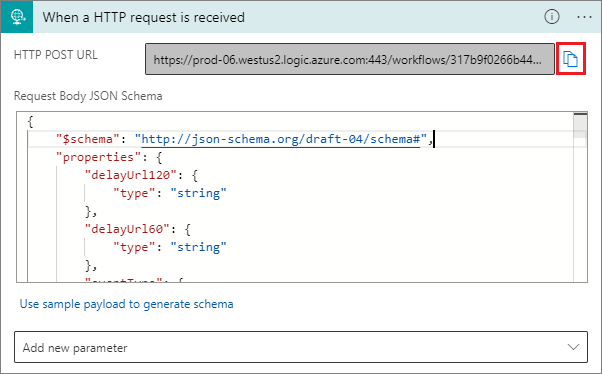 When a HTTP request is received
HTTP POST URL
https://prod-06.westus2.logic.azure.com:443/workflows/317b9f0266b44...
Request Body JSON Schema
{
"$schema": "http://json-schema.org/draft-04/schema#",
"properties": {
"delayUrl120": {
"type": "string"
},
"delayUrl60": {
"type": "string"
},
"eventType": {
Use sample payload to generate schema
Add new parameter